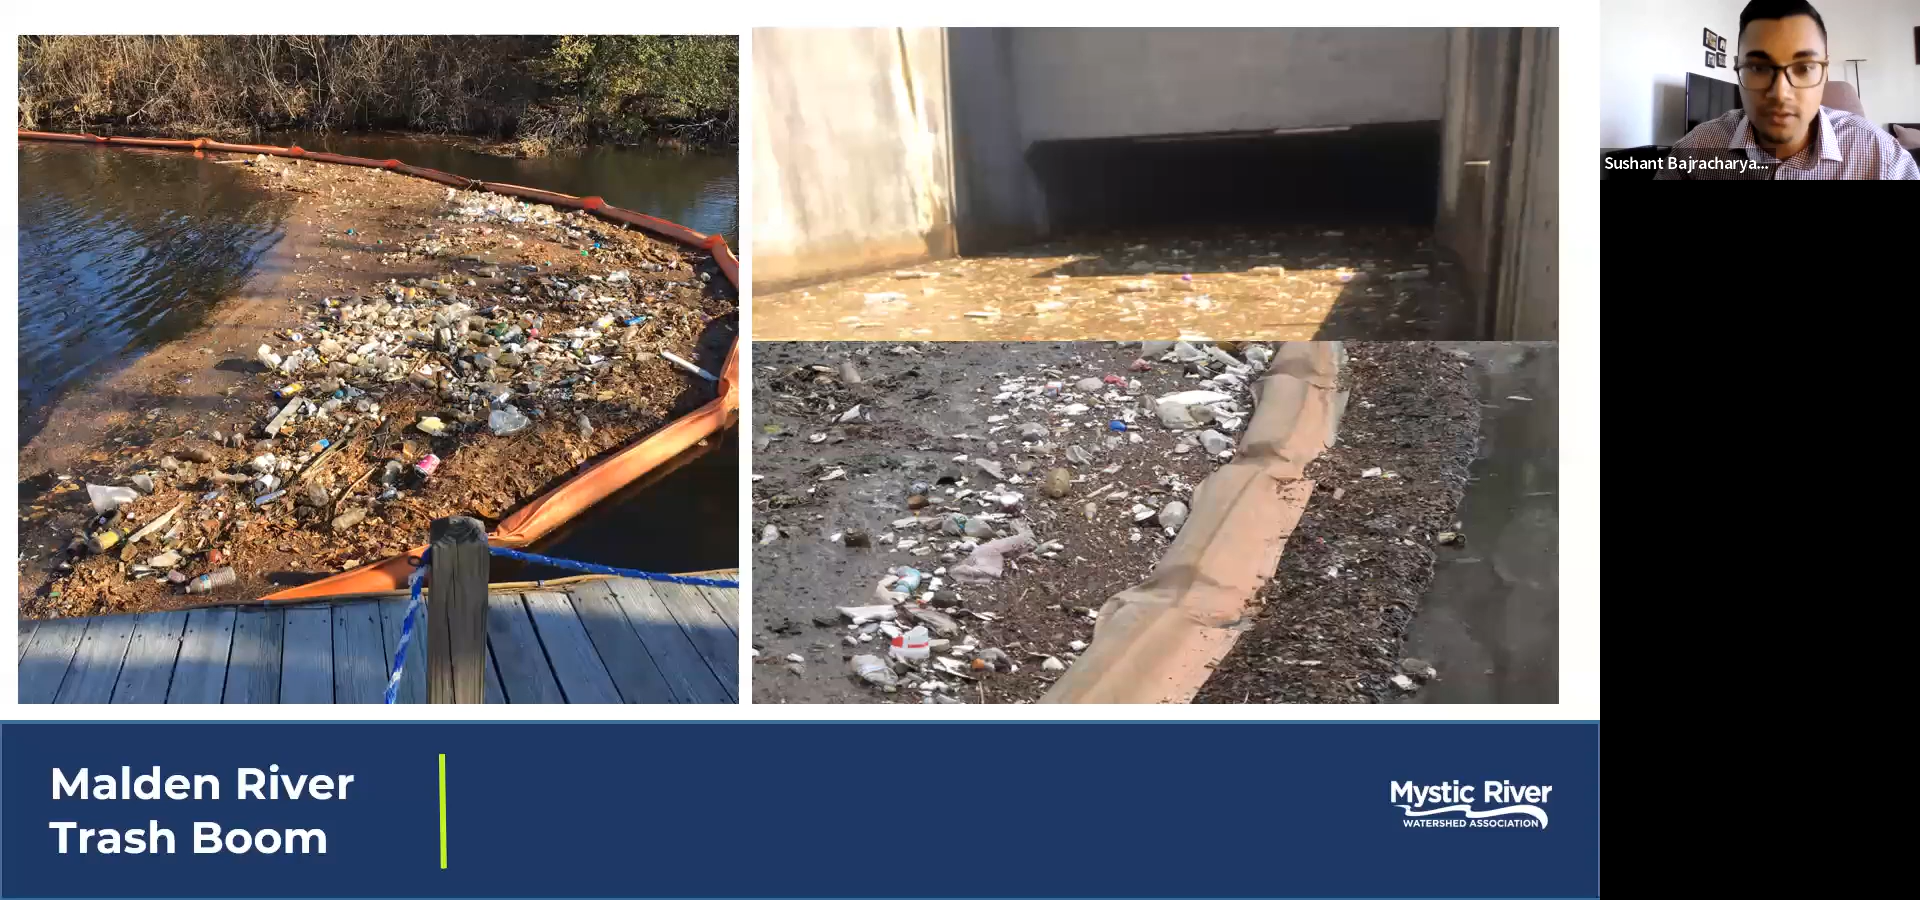 Sushant Bajracharya...
Malden River
Trash Boom
Mystic River
WATERSHED ASSOCIATION